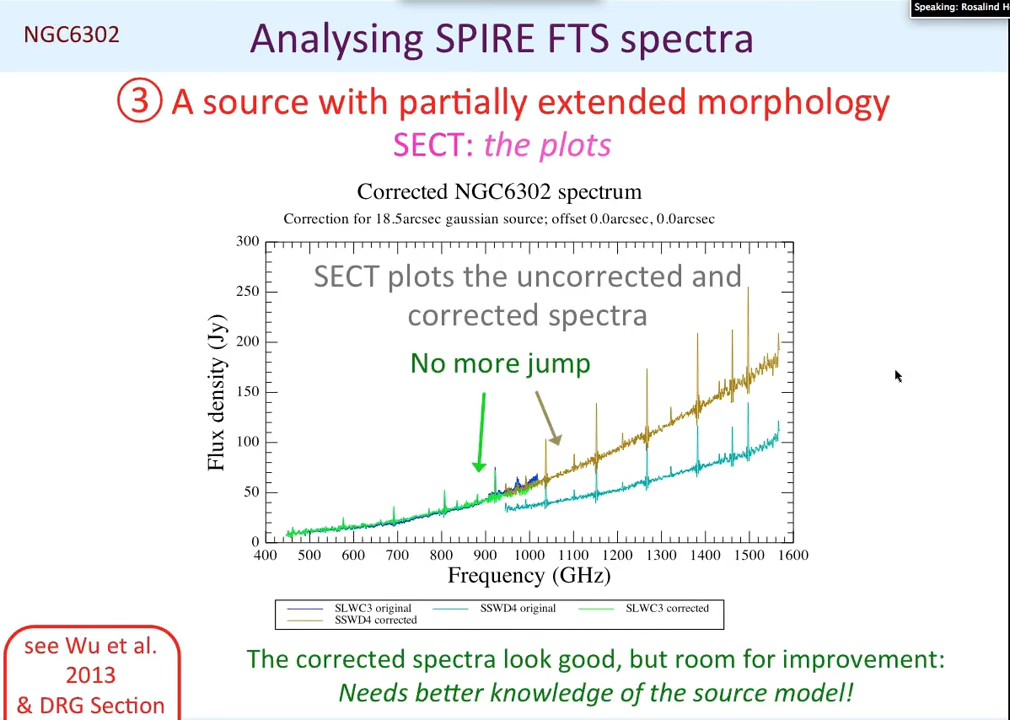 Speaking: Rosalind H
NGC6302
Analysing SPIRE FTS spectra
③ A source with partially extended morphology
SECT: the plots
Corrected NGC6302 spectrum
Correction for 18.5arcsec gaussian source; offset 0.0arcsec, 0.0arcsec
SECT plots the uncorrected and
corrected spectra
No more jump
Flux density (Jy)
300
250
200
150
100
50
0
400 500 600 700 800 900 1000 1100 1200 1300 1400 1500 1600
Frequency (GHz)
SLWC3 original SSWD4 original SLWC3 corrected
SSWD4 corrected
see Wu et al.
2013
& DRG Section
The corrected spectra look good, but room for improvement:
Needs better knowledge of the source model!